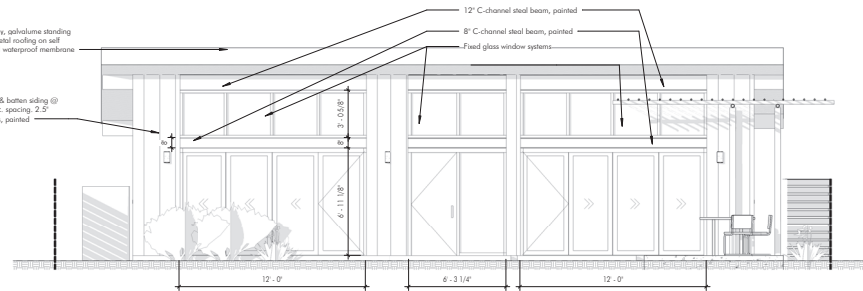 y, galvalume standing
etal roofing on self
waterproof membrane
& batten siding @
c. spacing. 2.5"
, painted
12" C-channel steal beam, painted
8" C-channel steal beam, painted
Fixed glass window systems
3' - 0 5/8"
8"
8"
6' - 11 1/8"
12' - 0"
6' - 3 1/4"
12' - 0"